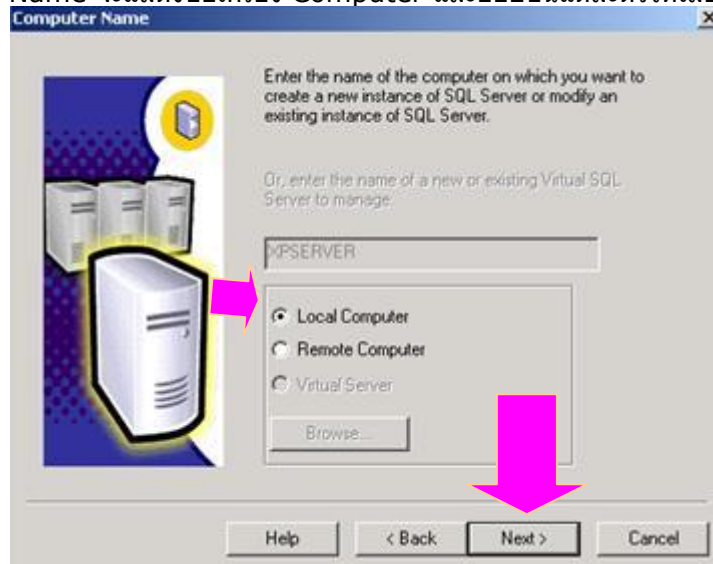 Name Computer
Computer Name
Enter the name of the computer on which you want to
create a new instance of SQL Server or modify an
existing instance of SQL Server.
Or, enter the name of a new or existing Virtual SQL
Server to manage.
XPSERVER
Local Computer
Remote Computer
Virtual Server
Browse...
Help
< Back
Next >
Cancel